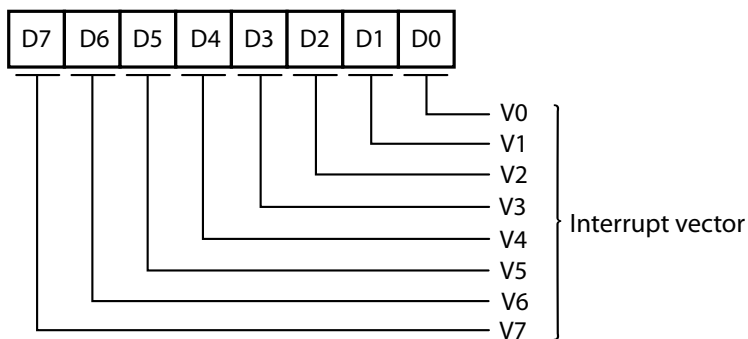 D7 D6 D5 D4 D3 D2 D1 D0
V0
V1
V2
V3
Interrupt vector
V4
V5
V6
V7